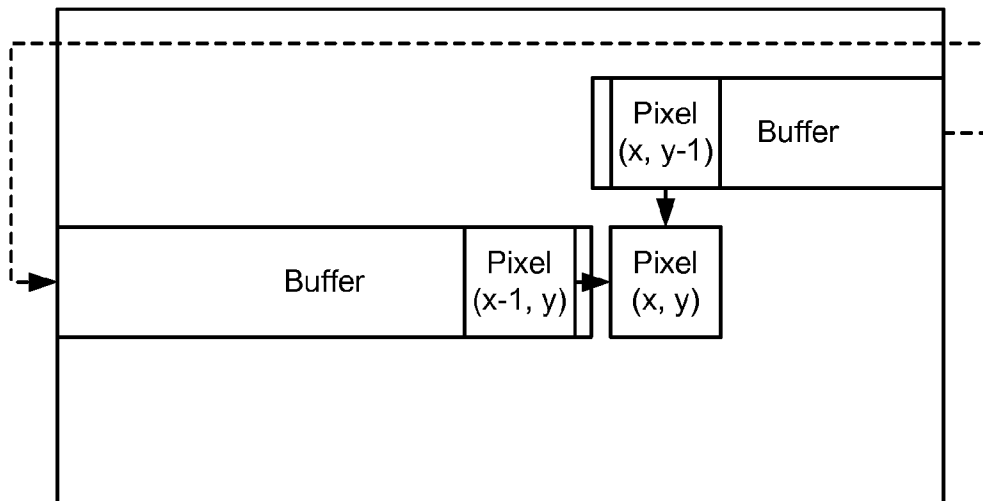 Pixel
(x, y-1)
Buffer
Buffer
Pixel
(x-1, y)
Pixel
(x, y)